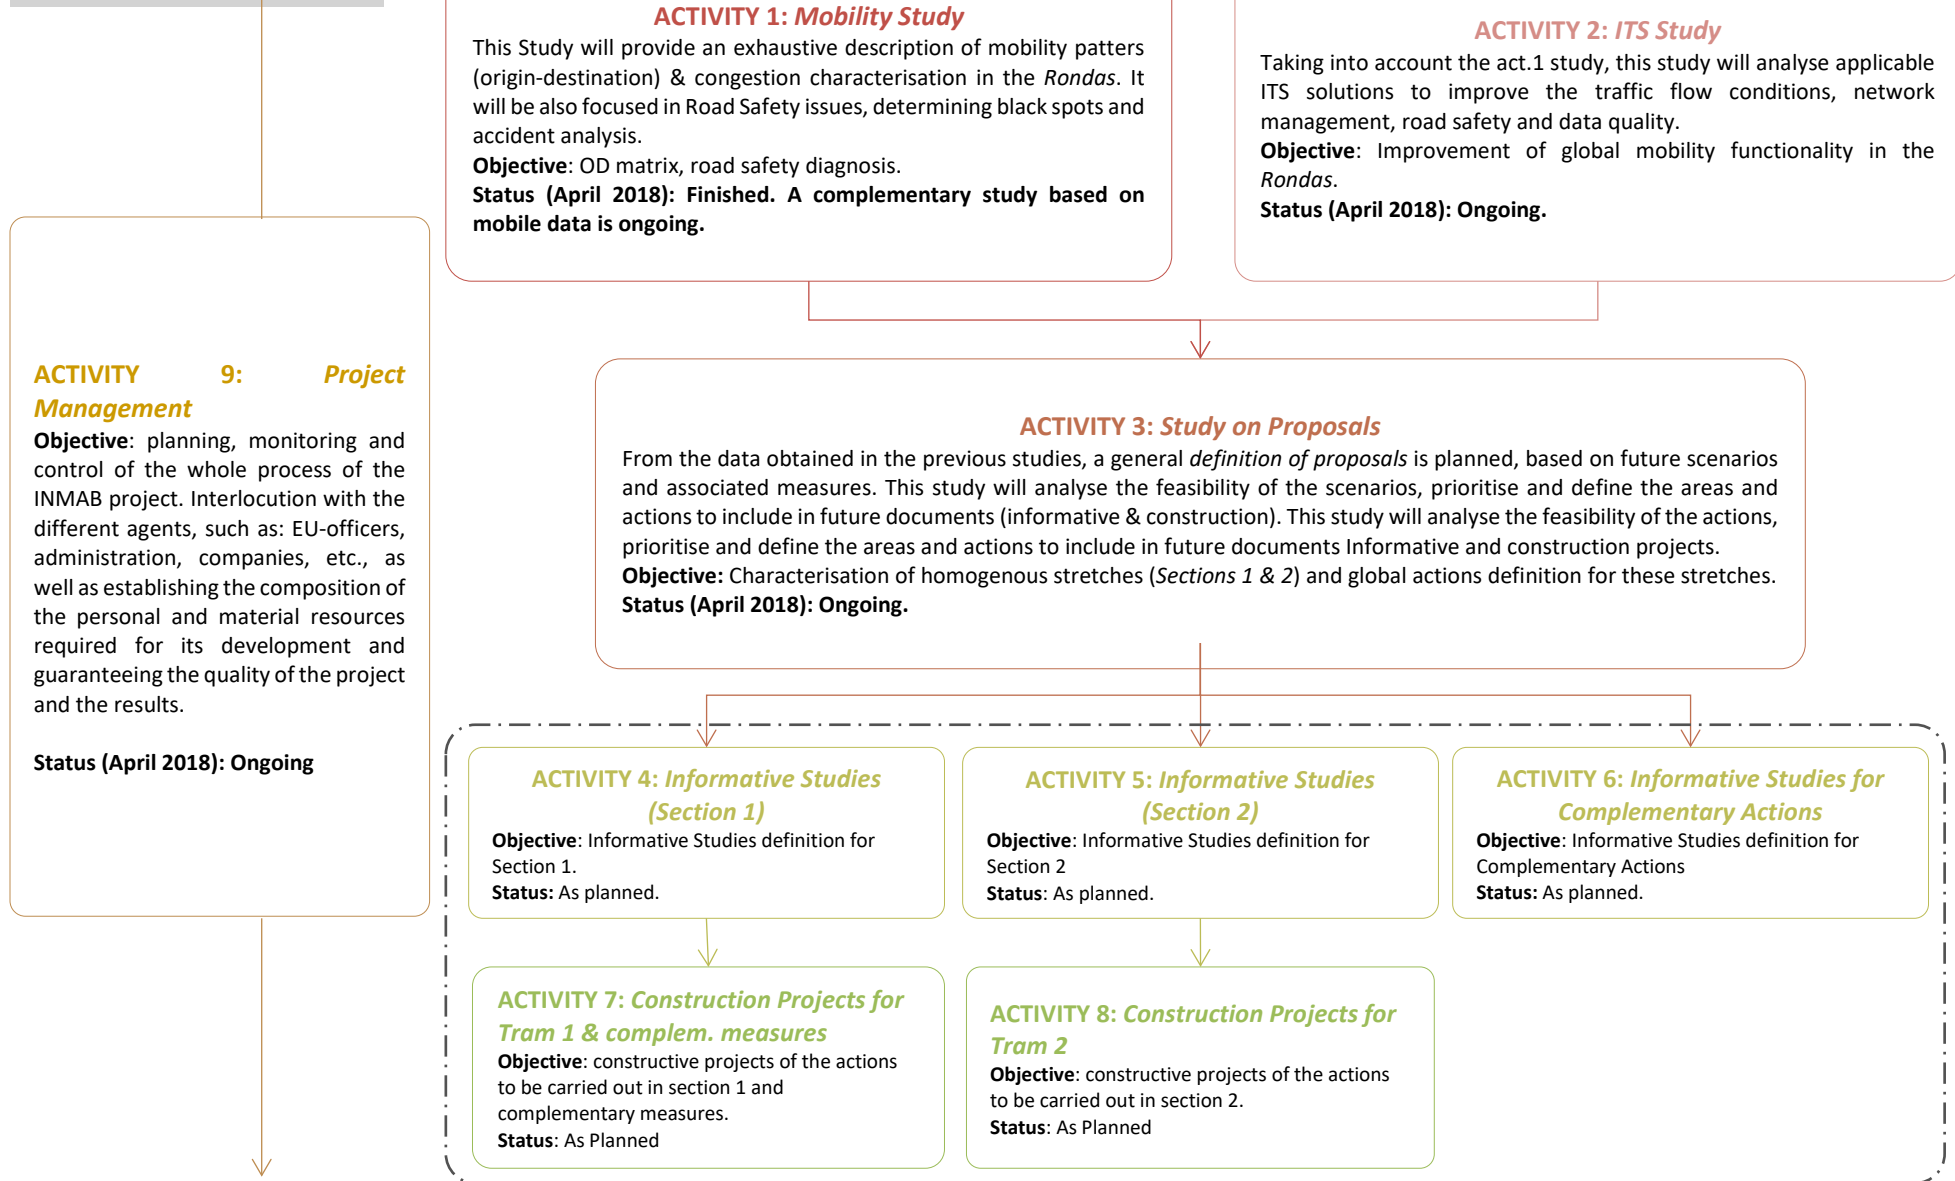 ACTIVITY 1: Mobility Study
This Study will provide an exhaustive description of mobility patters
(origin-destination) & congestion characterisation in the Rondas. It
will be also focused in Road Safety issues, determining black spots and
accident analysis.
Objective: OD matrix, road safety diagnosis.
Status (April 2018): Finished. A complementary study based on
mobile data is ongoing.
ACTIVITY 2: ITS Study
Taking into account the act.1 study, this study will analyse applicable
ITS solutions to improve the traffic flow conditions, network
management, road safety and data quality.
Objective: Improvement of global mobility functionality in the
Rondas.
Status (April 2018): Ongoing.
ACTIVITY 9: Project
Management
Objective: planning, monitoring and
control of the whole process of the
INMAB project. Interlocution with the
different agents, such as: EU-officers,
administration, companies, etc., as
well as establishing the composition of
the personal and material resources
required for its development and
guaranteeing the quality of the project
and the results.
Status (April 2018): Ongoing
ACTIVITY 3: Study on Proposals
From the data obtained in the previous studies, a general definition of proposals is planned, based on future scenarios
and associated measures. This study will analyse the feasibility of the scenarios, prioritise and define the areas and
actions to include in future documents (informative & construction). This study will analyse the feasibility of the actions,
prioritise and define the areas and actions to include in future documents Informative and construction projects.
Objective: Characterisation of homogenous stretches (Sections 1 & 2) and global actions definition for these stretches.
Status (April 2018): Ongoing.
ACTIVITY 4: Informative Studies
(Section 1)
Objective: Informative Studies definition for
Section 1.
Status: As planned.
ACTIVITY 5: Informative Studies
(Section 2)
Objective: Informative Studies definition for
Section 2
Status: As planned.
ACTIVITY 6: Informative Studies for
Complementary Actions
Objective: Informative Studies definition for
Complementary Actions
Status: As planned.
ACTIVITY 7: Construction Projects for
Tram 1 & complem. measures
Objective: constructive projects of the actions
to be carried out in section 1 and
complementary measures.
Status: As Planned
ACTIVITY 8: Construction Projects for
Tram 2
Objective: constructive projects of the actions
to be carried out in section 2.
Status: As Planned